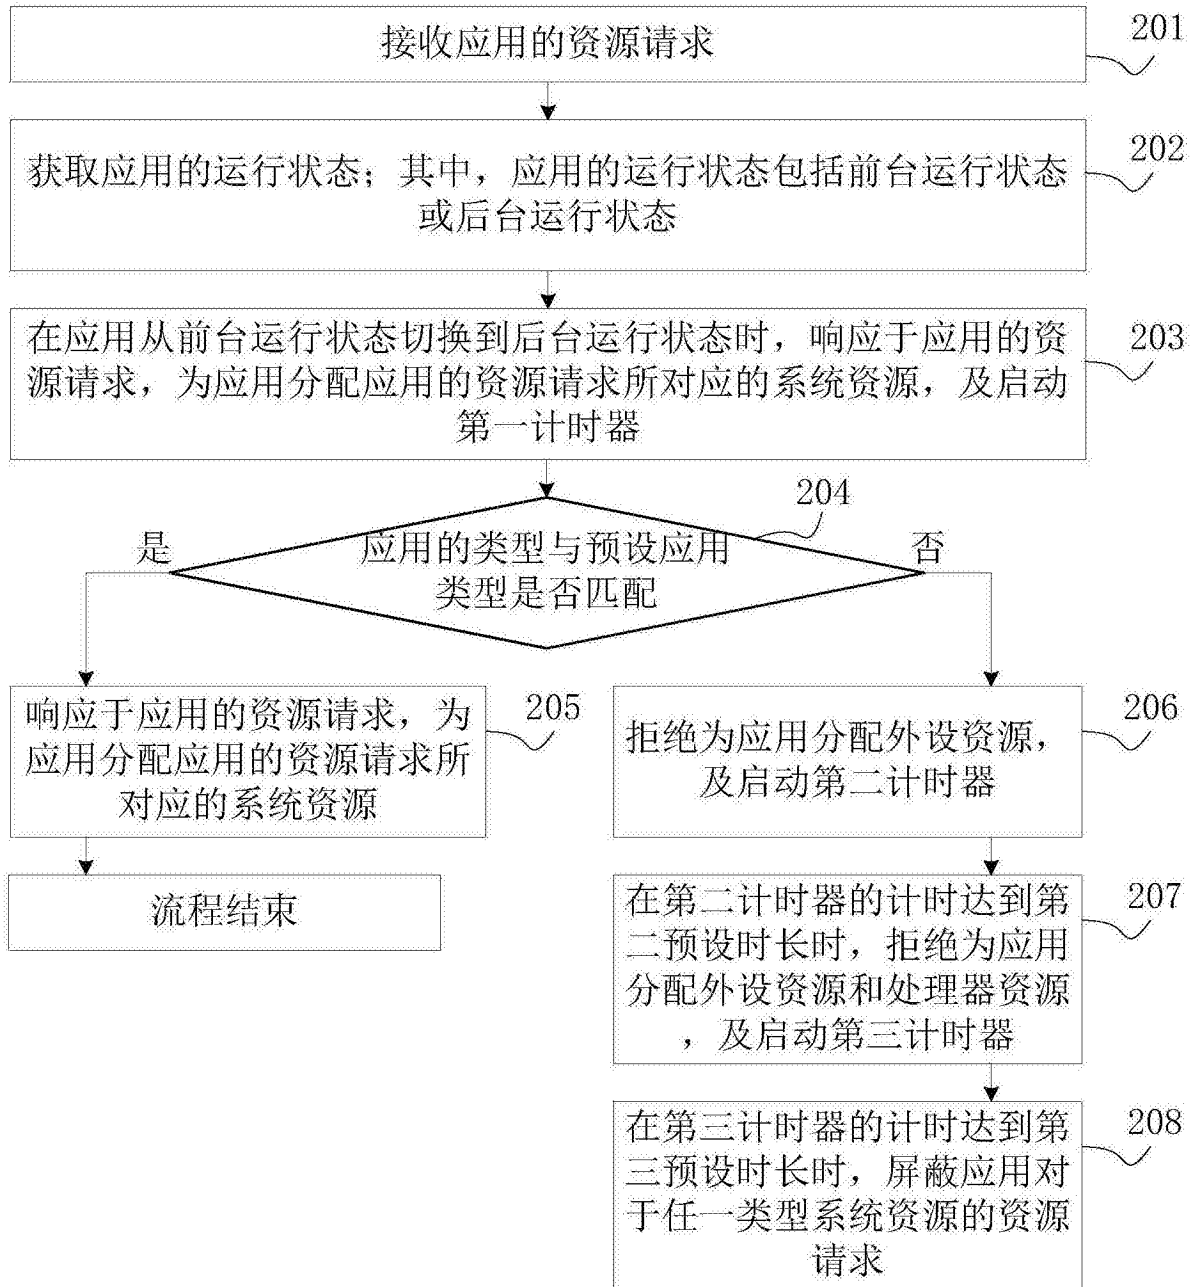 接收应用的资源请求
201
获取应用的运行状态；其中，应用的运行状态包括前台运行状态
或后台运行状态
202
在应用从前台运行状态切换到后台运行状态时，响应于应用的资
源请求，为应用分配应用的资源请求所对应的系统资源，及启动
第一计时器
203
204
应用的类型与预设应用
类型是否匹配
是
否
响应于应用的资源请求，为
应用分配应用的资源请求所
对应的系统资源
205
流程结束
拒绝为应用分配外设资源，
及启动第二计时器
206
在第二计时器的计时达到第
二预设时长时，拒绝为应用
分配外设资源和处理器资源
，及启动第三计时器
207
在第三计时器的计时达到第
三预设时长时，屏蔽应用对
于任一类型系统资源的资源
请求
208